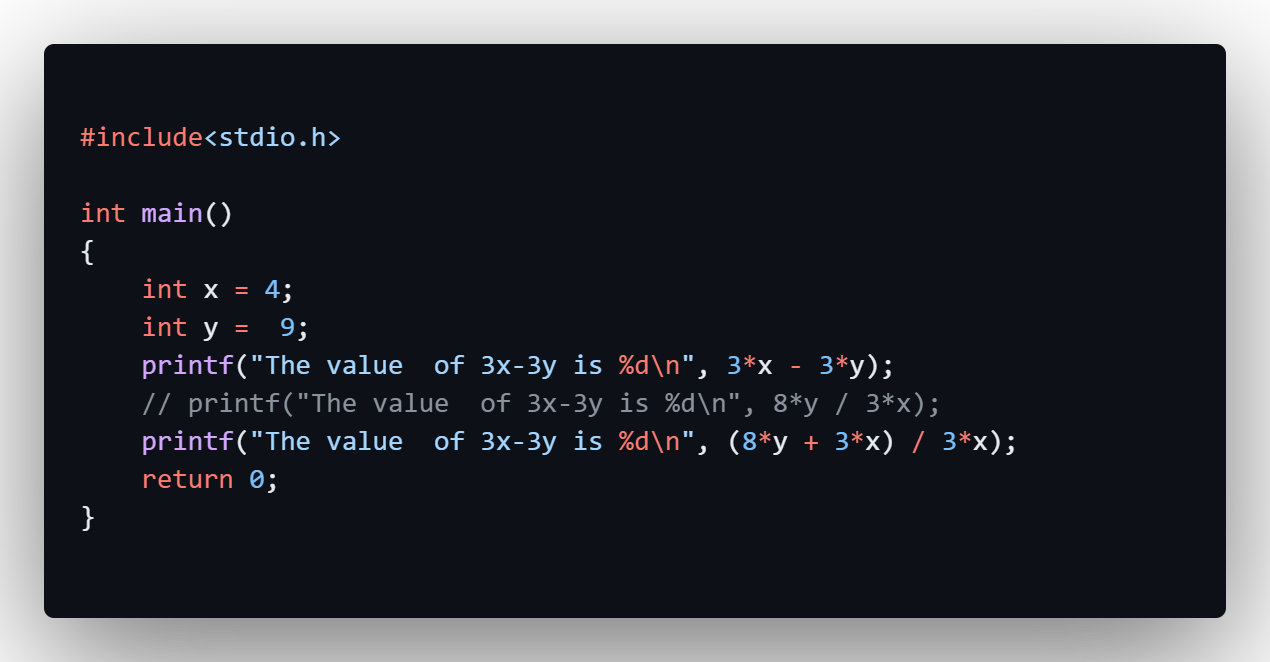 #include<stdio.h>
int main()
{
    int x = 4;
    int y =  9;
    printf("The value  of 3x-3y is %d\n", 3*x - 3*y);
    // printf("The value  of 3x-3y is %d\n", 8*y / 3*x);
    printf("The value  of 3x-3y is %d\n", (8*y + 3*x) / 3*x);
    return 0;
}